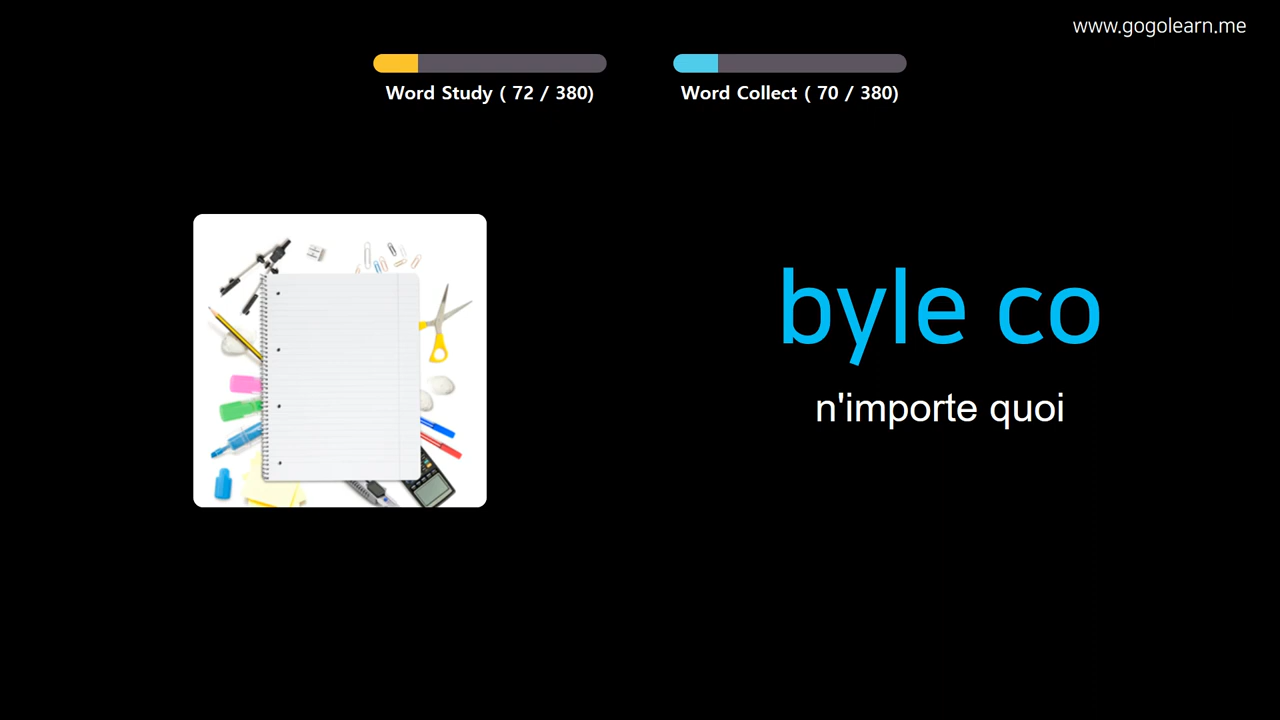 www.gogolearn.me
Word Study ( 72 / 380)
Word Collect ( 70 / 380)
byle co
n'importe quoi